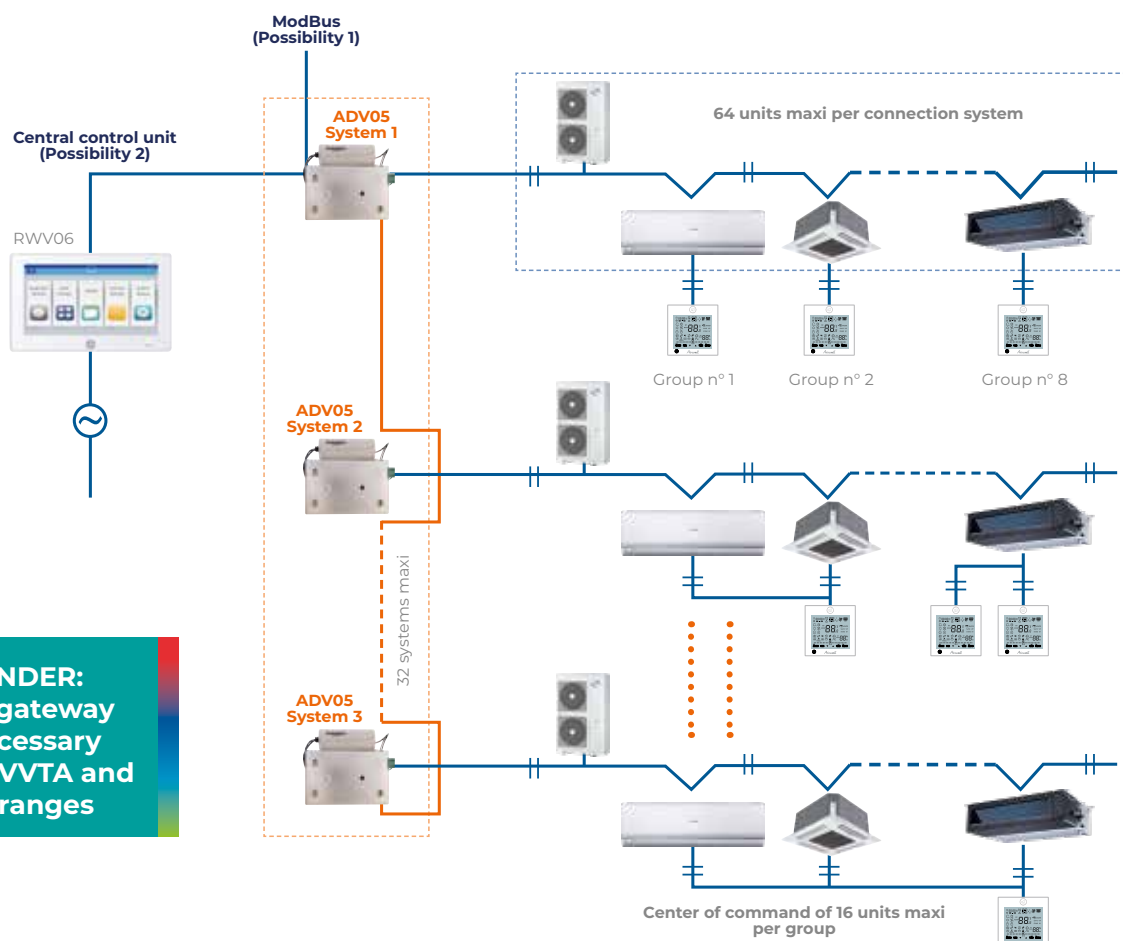 ModBus
(Possibility 1)
64 units maxi per connection system
ADV05
System 1
Central control unit
(Possibility 2)
RWV06
Group n° 1
Group n° 2
Group n° 8
ADV05
System 2
32 systems maxi
NDER:
gateway
cessary
VVTA and
ranges
ADV05
System 3
Center of command of 16 units maxi
per group